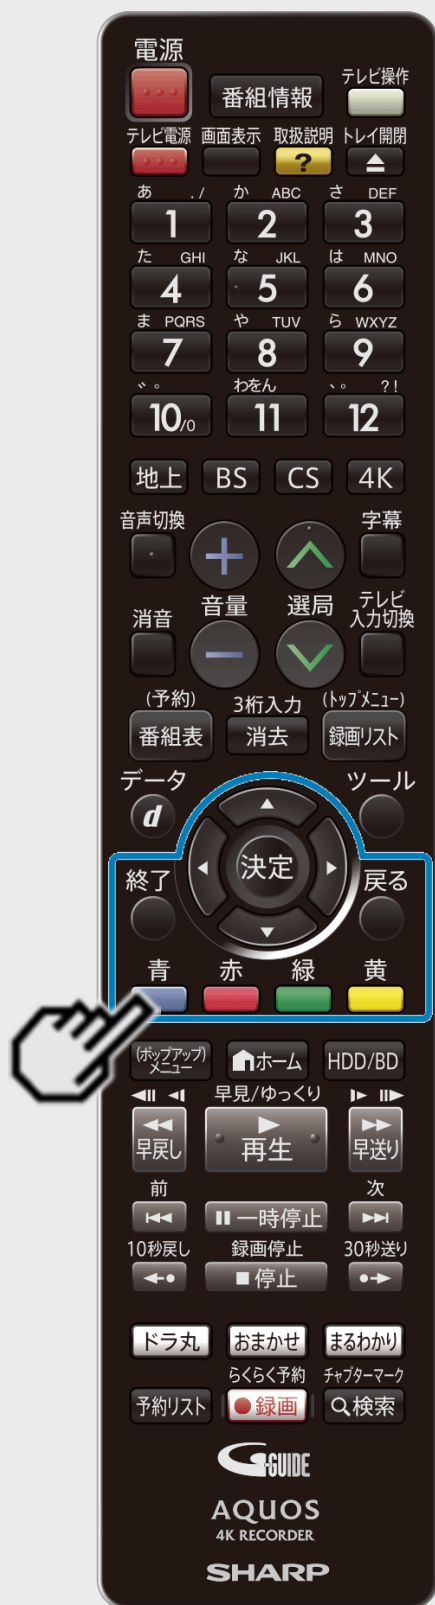 電源
番組情報
テレビ操作
テレビ電源 画面表示 取扱説明 トレイ開閉
?
あ ./ か ABC さ DEF
1 2 3
た GHI な JKL は MNO
4 5 6
ま PQRS や TUV ら WXYZ
7 8 9
゛゜ わをん 、。 ?!
10/0 11 12
地上 BS CS 4K
音声切換 字幕
+
消音 音量 選局 テレビ
入力切換
−
(予約) 3桁入力 (トップメニュー)
番組表 消去 録画リスト
データ ツール
d
決定
終了 戻る
青 赤 緑 黄
(ポップアップ)
メニュー
ホーム HDD/BD
早見/ゆっくり
早戻し 再生 早送り
前 次
一時停止
10秒戻し 録画停止 30秒送り
停止
ドラ丸 おまかせ まるわかり
らくらく予約 チャプターマーク
予約リスト 録画 検索
G-GUIDE
AQUOS
4K RECORDER
SHARP